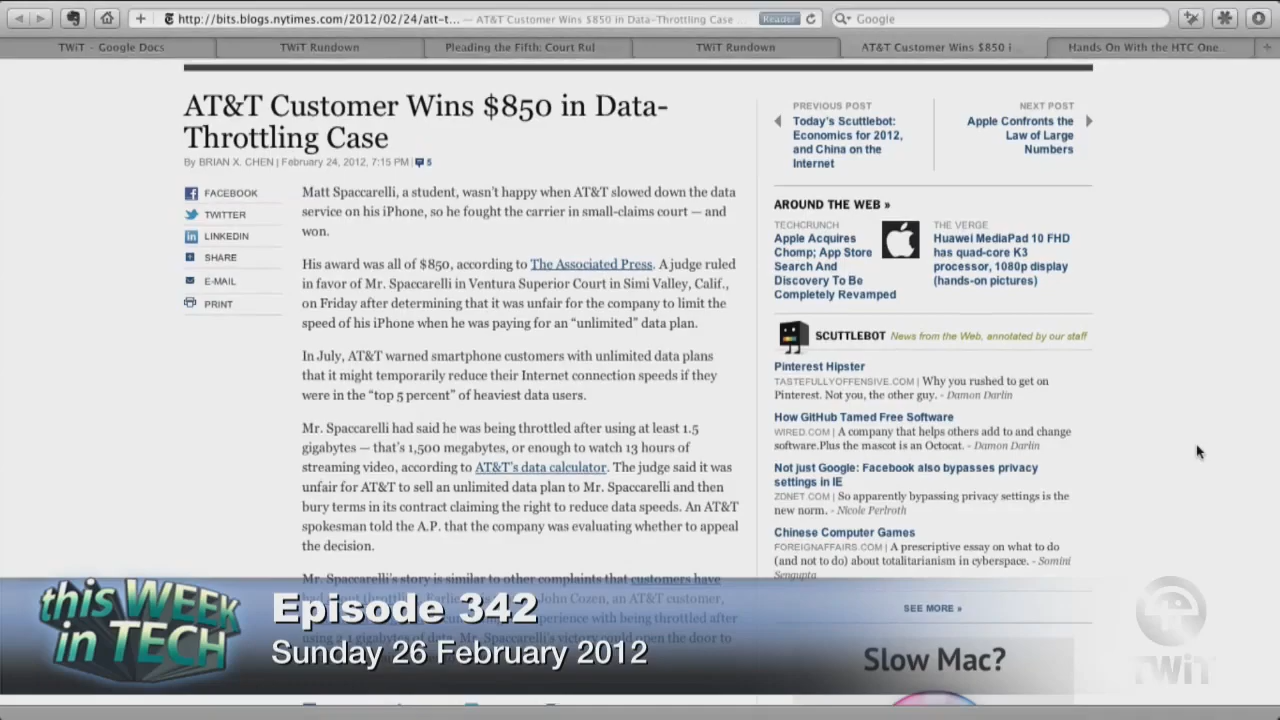 http://bits.blogs.nytimes.com/2012/02/24/att-t... — AT&T Customer Wins $850 in Data-Throttling Case
Reader
Google
TWiT - Google Docs
TWiT Rundown
Pleading the Fifth: Court Rul
TWiT Rundown
AT&T Customer Wins $850 i
Hands On With the HTC One
AT&T Customer Wins $850 in Data-
Throttling Case
By BRIAN X. CHEN | February 24, 2012, 7:15 PM | 5
FACEBOOK
TWITTER
LINKEDIN
SHARE
E-MAIL
PRINT
Matt Spaccarelli, a student, wasn't happy when AT&T slowed down the data
service on his iPhone, so he fought the carrier in small-claims court — and
won.
His award was all of $850, according to The Associated Press. A judge ruled
in favor of Mr. Spaccarelli in Ventura Superior Court in Simi Valley, Calif.,
on Friday after determining that it was unfair for the company to limit the
speed of his iPhone when he was paying for an “unlimited” data plan.
In July, AT&T warned smartphone customers with unlimited data plans
that it might temporarily reduce their Internet connection speeds if they
were in the “top 5 percent” of heaviest data users.
Mr. Spaccarelli had said he was being throttled after using at least 1.5
gigabytes — that's 1,500 megabytes, or enough to watch 13 hours of
streaming video, according to AT&T's data calculator. The judge said it was
unfair for AT&T to sell an unlimited data plan to Mr. Spaccarelli and then
bury terms in its contract claiming the right to reduce data speeds. An AT&T
spokesman told the A.P. that the company was evaluating whether to appeal
the decision.
Mr. Spaccarelli's story is similar to other complaints that customers have
John Cozen, an AT&T customer,
experience with being throttled after
using 2.1 gigabytes of data. Mr. Spaccarelli's victory could open the door to
PREVIOUS POST
Today's Scuttlebot:
Economics for 2012,
and China on the
Internet
NEXT POST
Apple Confronts the
Law of Large
Numbers
AROUND THE WEB »
TECHCRUNCH
Apple Acquires
Chomp; App Store
Search And
Discovery To Be
Completely Revamped
THE VERGE
Huawei MediaPad 10 FHD
has quad-core K3
processor, 1080p display
(hands-on pictures)
SCUTTLEBOT News from the Web, annotated by our staff
Pinterest Hipster
TASTEFULLYOFFENSIVE.COM | Why you rushed to get on
Pinterest. Not you, the other guy. - Damon Darlin
How GitHub Tamed Free Software
WIRED.COM | A company that helps others add to and change
software.Plus the mascot is an Octocat. - Damon Darlin
Not just Google: Facebook also bypasses privacy
settings in IE
ZDNET.COM | So apparently bypassing privacy settings is the
new norm. - Nicole Perlroth
Chinese Computer Games
FOREIGNAFFAIRS.COM | A prescriptive essay on what to do
(and not to do) about totalitarianism in cyberspace. - Somini
Sengupta
SEE MORE »
Slow Mac?
this WEEK
in TECH
Episode 342
Sunday 26 February 2012
TWiT